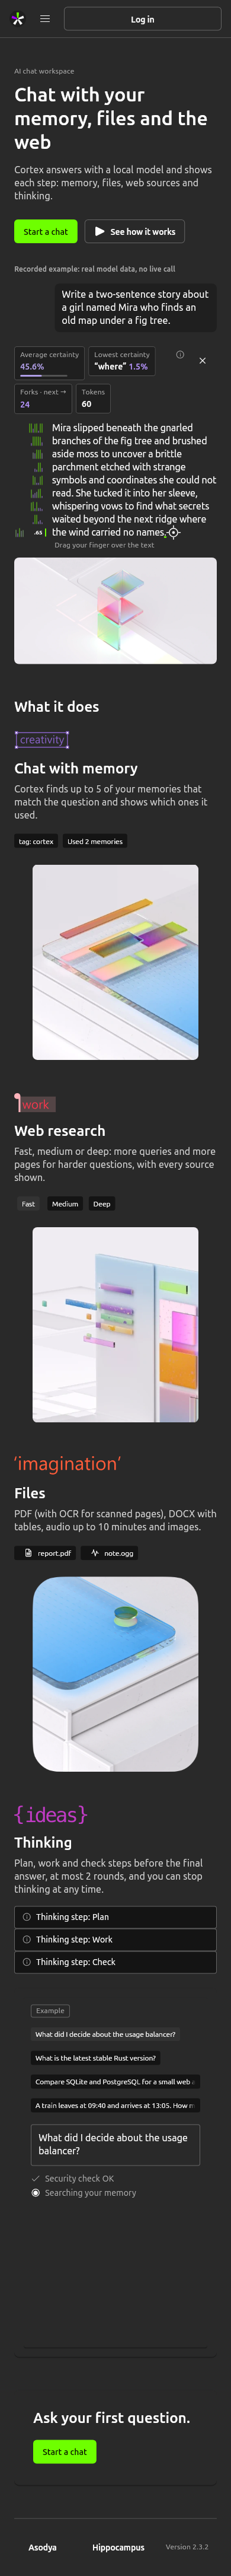 Log in
AI chat workspace
Chat with your
memory, files and the
web
Cortex answers with a local model and shows
each step: memory, files, web sources and
thinking.
Start a chat
See how it works
Recorded example: real model data, no live call
Write a two-sentence story about
a girl named Mira who finds an
old map under a fig tree.
Average certainty
45.6%
Lowest certainty
"where" 1.5%
Forks · next →
24
Tokens
60
Mira slipped beneath the gnarled
branches of the fig tree and brushed
aside moss to uncover a brittle
parchment etched with strange
symbols and coordinates she could not
read. She tucked it into her sleeve,
whispering vows to find what secrets
waited beyond the next ridge where
.65
the wind carried no names.
Drag your finger over the text
What it does
creativity
Chat with memory
Cortex finds up to 5 of your memories that
match the question and shows which ones it
used.
tag: cortex
Used 2 memories
work
Web research
Fast, medium or deep: more queries and more
pages for harder questions, with every source
shown.
Fast
Medium
Deep
'imagination'
Files
PDF (with OCR for scanned pages), DOCX with
tables, audio up to 10 minutes and images.
report.pdf
note.ogg
{ideas}
Thinking
Plan, work and check steps before the final
answer, at most 2 rounds, and you can stop
thinking at any time.
Thinking step: Plan
Thinking step: Work
Thinking step: Check
Example
What did I decide about the usage balancer?
What is the latest stable Rust version?
Compare SQLite and PostgreSQL for a small web
A train leaves at 09:40 and arrives at 13:05. How
What did I decide about the usage
balancer?
Security check OK
Searching your memory
Ask your first question.
Start a chat
Asodya
Hippocampus
Version 2.3.2